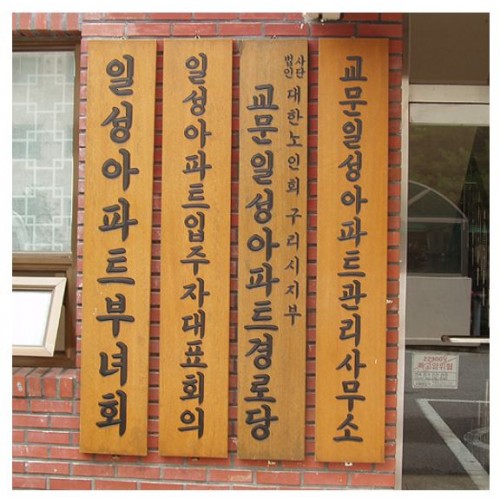 일성아파트부녀회
일성아파트입주자대표회의
사단법인 대한노인회 구리시지부
교문일성아파트경로당
교문일성아파트관리사무소